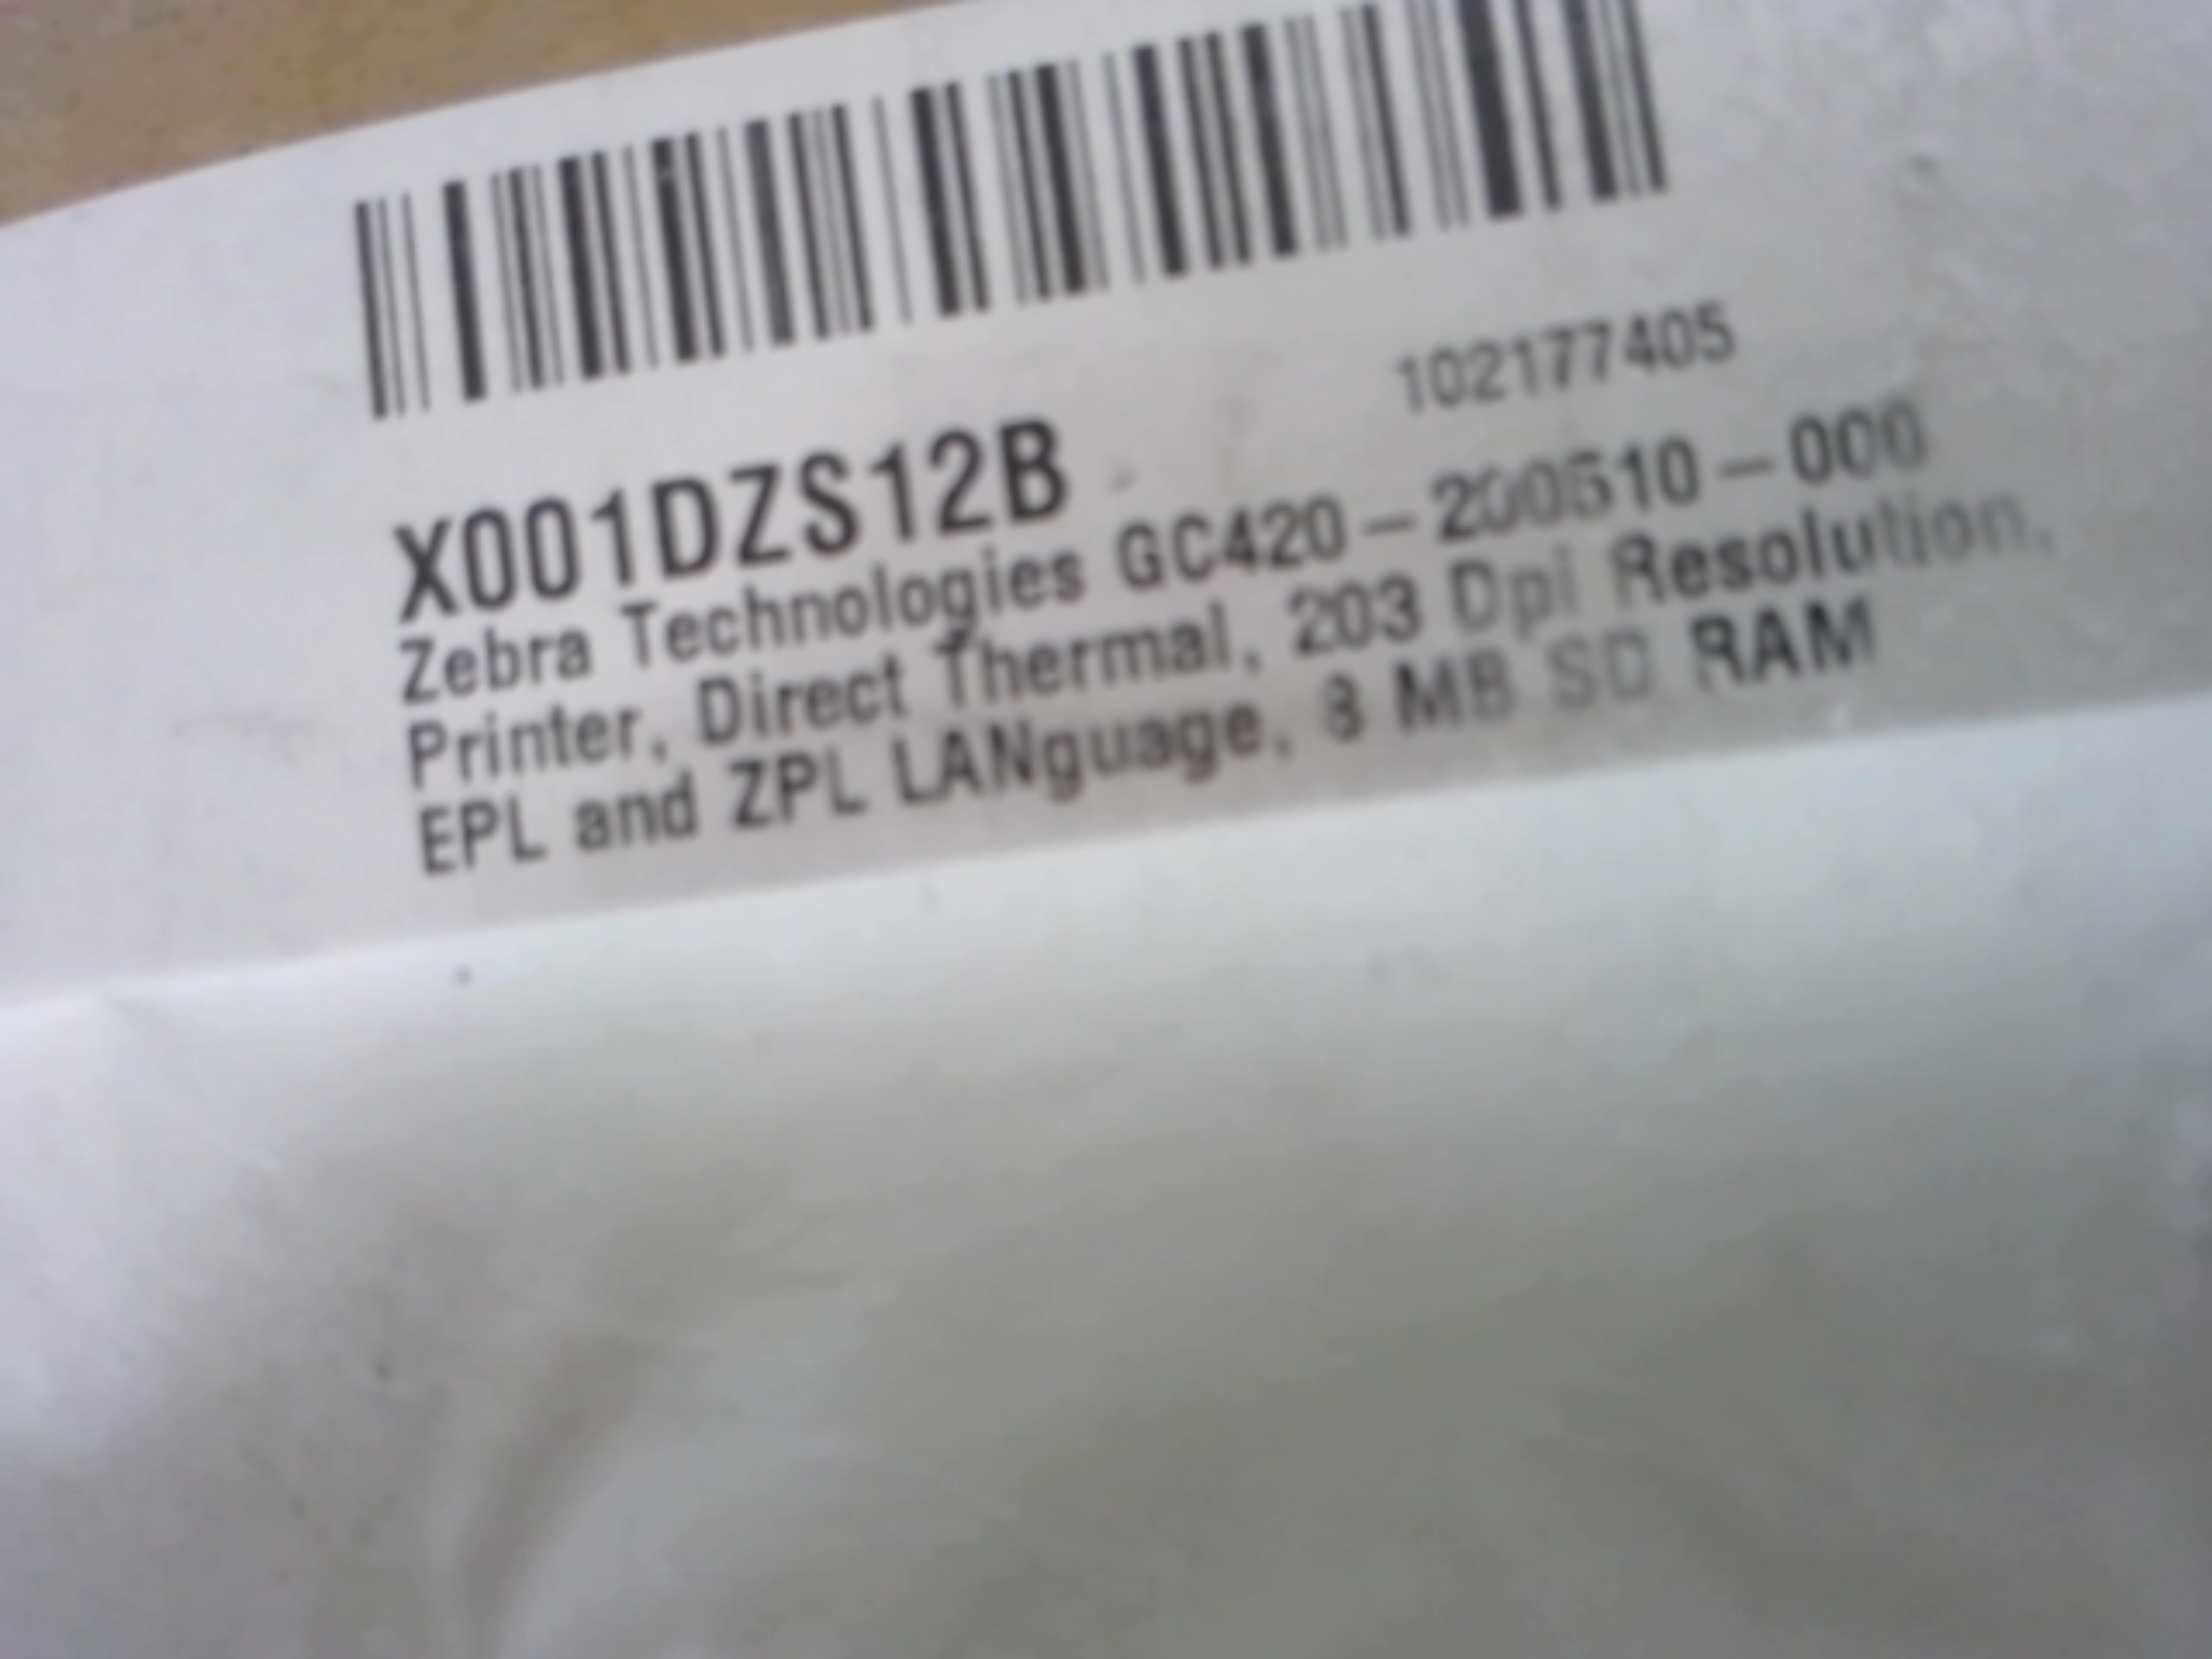 102177405
X001DZS12B
Zebra Technologies GC420-200510-000
Printer, Direct Thermal, 203 Dpi Resolution,
EPL and ZPL LANguage, 8 MB SD RAM